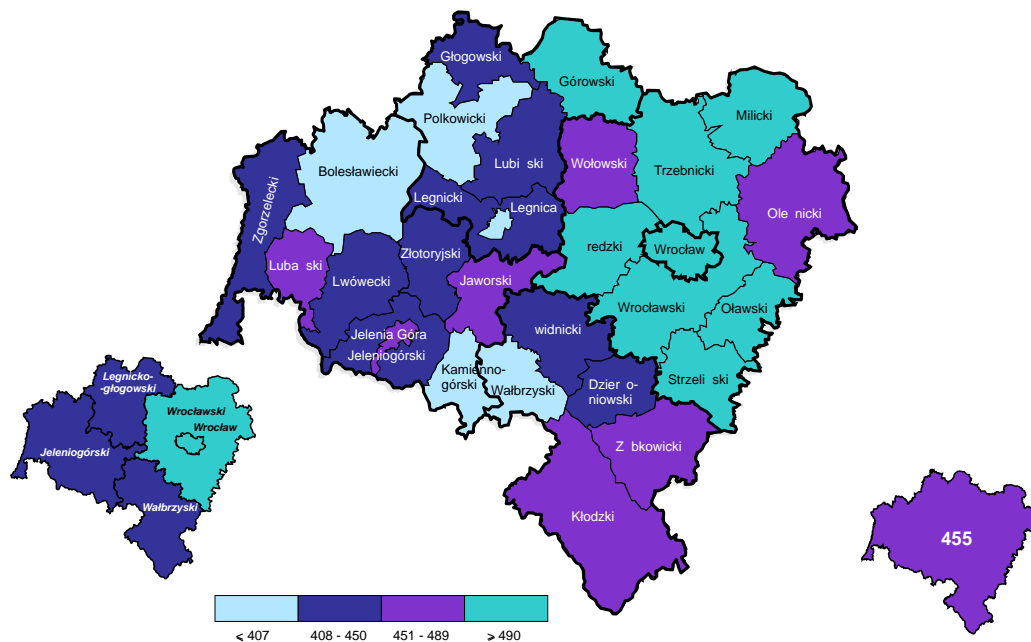 Głogowski
Górowski
Milicki
Polkowicki
Lubi ski
Wołowski
Trzebnicki
Bolesławiecki
Legnicki
Legnica
Ole nicki
Zgorzelecki
Złotoryjski
redzki
Wrocław
Luba ski
Lwówecki
Jaworski
Wrocławski
Oławski
Jelenia Góra
Jeleniogórski
widnicki
Kamienno-
górski
Wałbrzyski
Dzier o-
niowski
Strzeli ski
Z bkowicki
Kłodzki
Legnicko-
-głogowski
Wrocławski
Wrocław
Jeleniogórski
Wałbrzyski
455
⩽ 407
408 - 450
451 - 489
⩾ 490